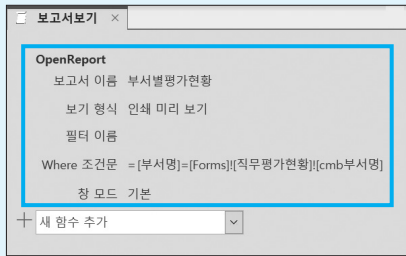 보고서보기 ×
OpenReport
보고서 이름 부서별평가현황
보기 형식 인쇄 미리 보기
필터 이름
Where 조건문 =[부서명]=[Forms]![직무평가현황]![cmb부서명]
창 모드 기본
새 함수 추가